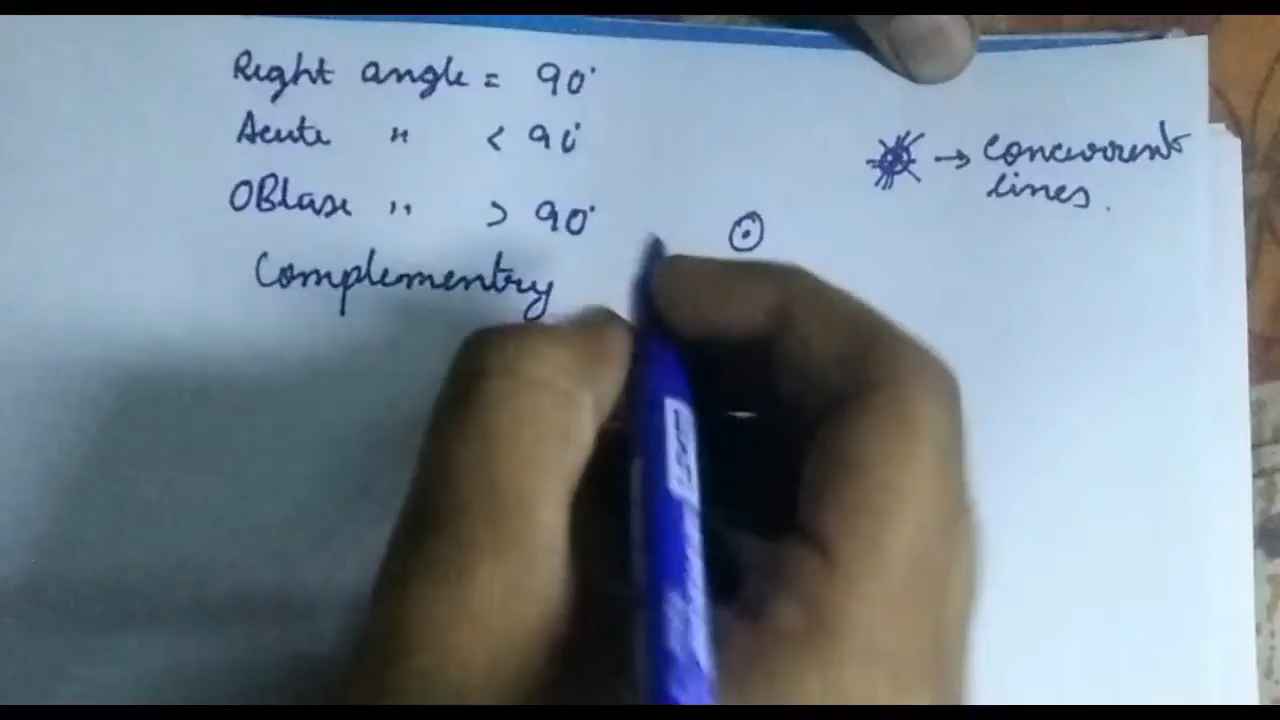 Right angle = 90°
Acute " < 90°
OBlase " > 90°
Complementry
→ concurrent
lines.